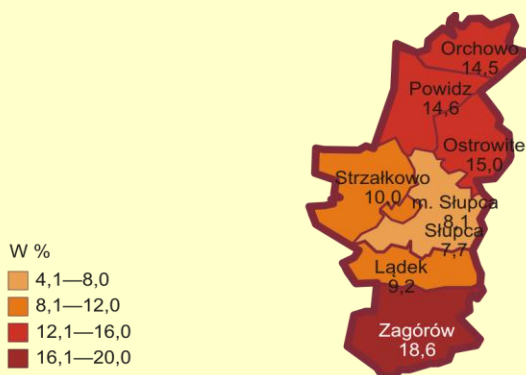 Orchowo
14,5
Powidz
14,6
Ostrowite
15,0
Strzałkowo
10,0
m. Słupca
8,1
Słupca
7,7
Lądek
9,2
Zagórów
18,6
W %
4,1—8,0
8,1—12,0
12,1—16,0
16,1—20,0